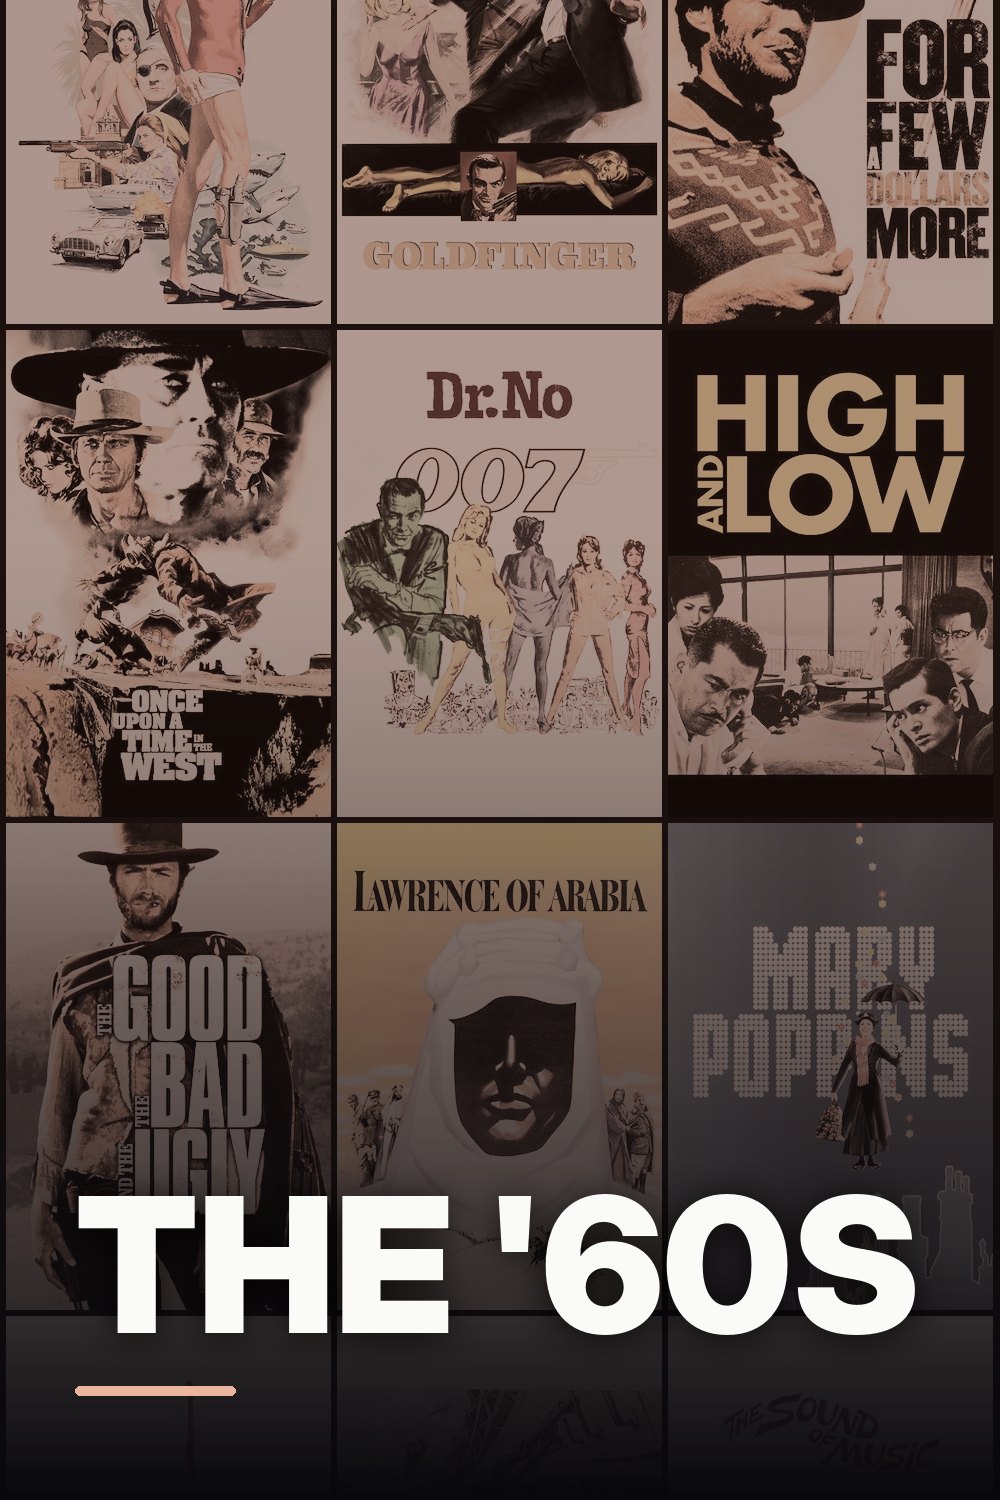 GOLDFINGER
FOR
A FEW
DOLLARS
MORE
ONCE
UPON A
TIME IN THE
WEST
Dr. No
007
HIGH
AND LOW
THE GOOD
THE BAD
AND THE UGLY
LAWRENCE OF ARABIA
MARY
POPPINS
THE '60S
THE SOUND
OF MUSIC